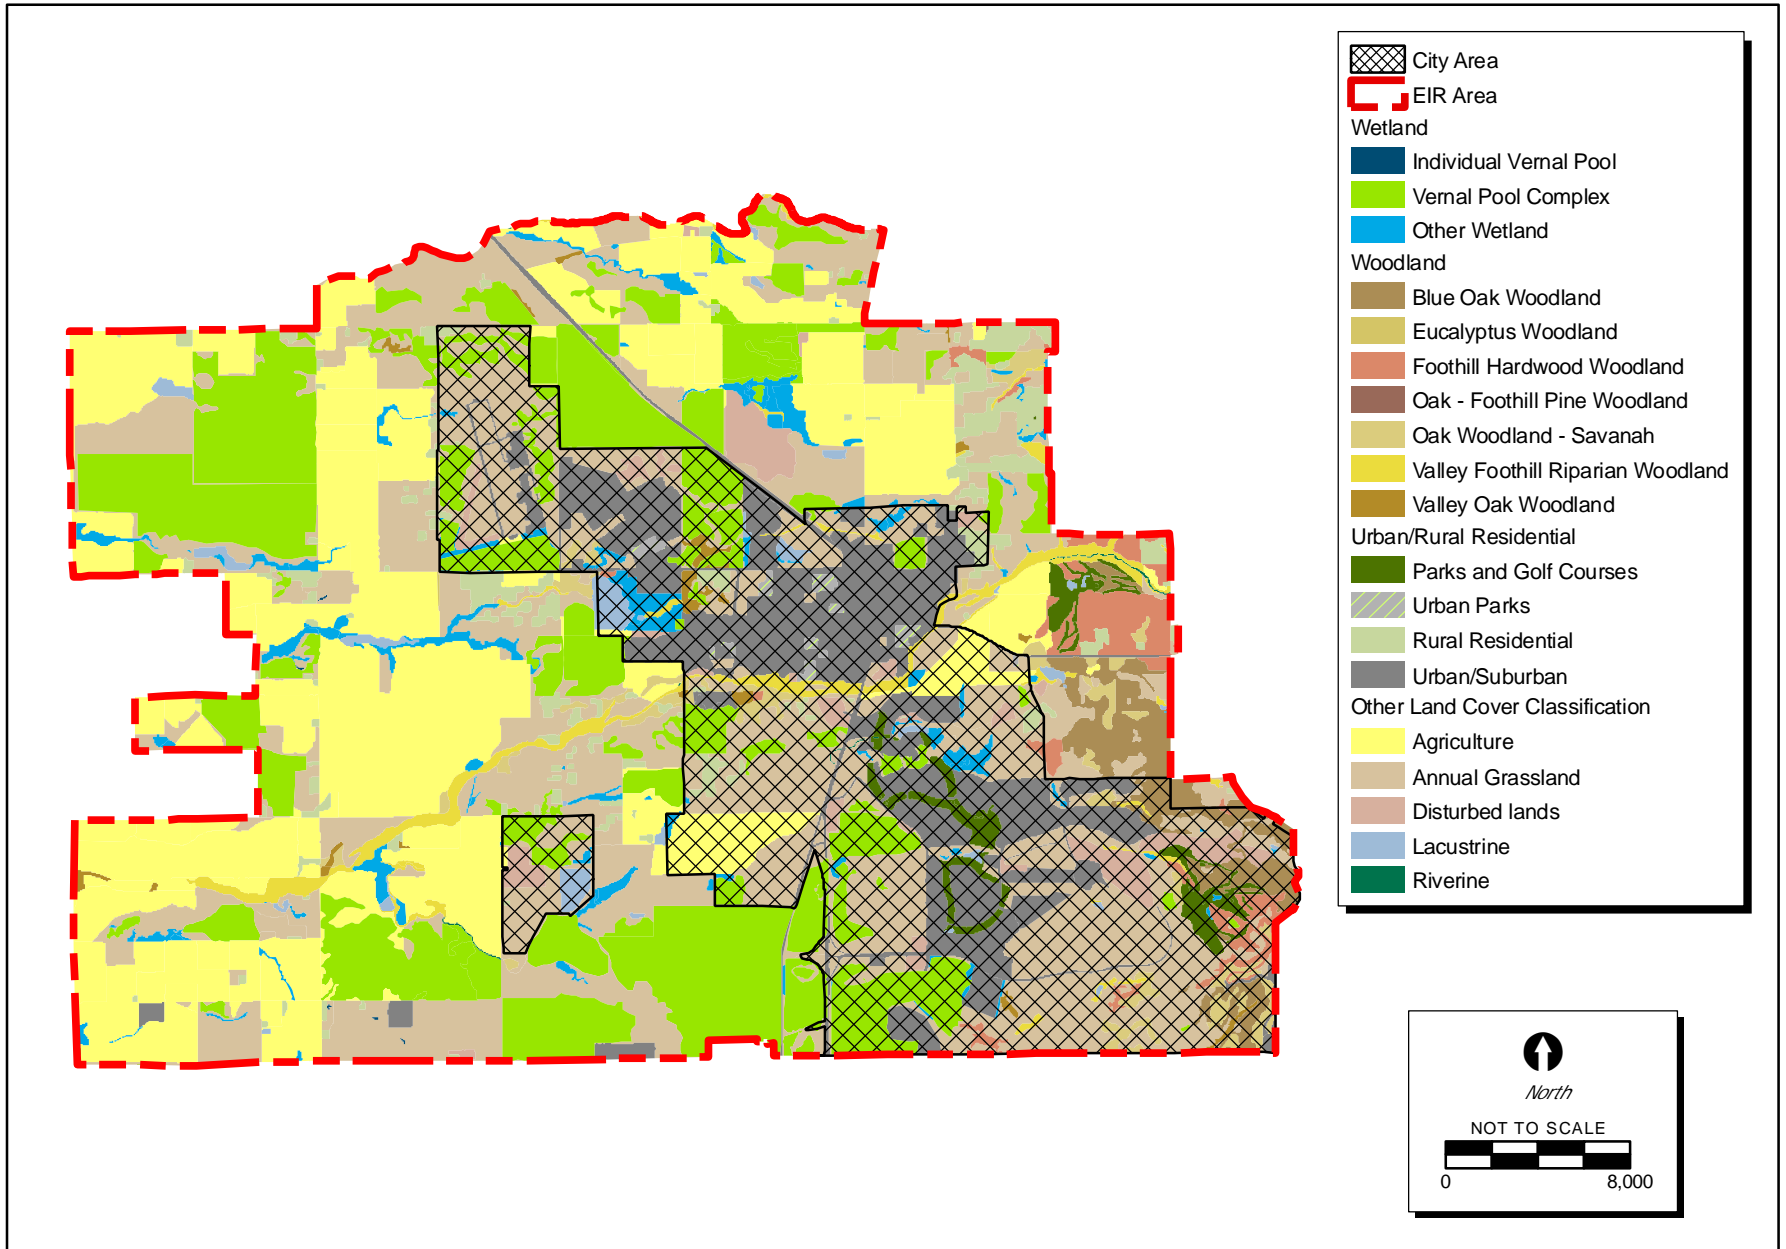 City Area
EIR Area
Wetland
Individual Vernal Pool
Vernal Pool Complex
Other Wetland
Woodland
Blue Oak Woodland
Eucalyptus Woodland
Foothill Hardwood Woodland
Oak - Foothill Pine Woodland
Oak Woodland - Savanah
Valley Foothill Riparian Woodland
Valley Oak Woodland
Urban/Rural Residential
Parks and Golf Courses
Urban Parks
Rural Residential
Urban/Suburban
Other Land Cover Classification
Agriculture
Annual Grassland
Disturbed lands
Lacustrine
Riverine
North
NOT TO SCALE
0 8,000